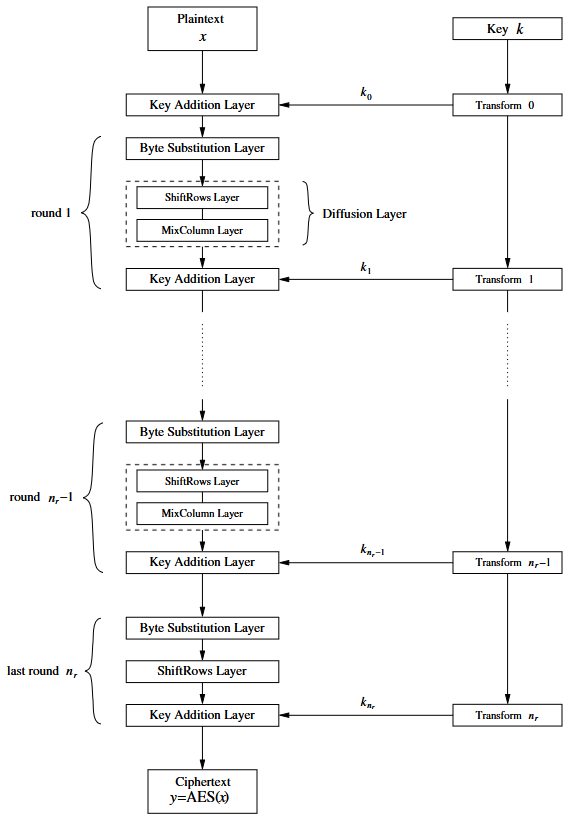 Plaintext
x
Key k
k₀
Key Addition Layer
Transform 0
Byte Substitution Layer
ShiftRows Layer
round 1
Diffusion Layer
MixColumn Layer
k₁
Key Addition Layer
Transform 1
Byte Substitution Layer
ShiftRows Layer
round nᵣ–1
MixColumn Layer
kₙᵣ₋₁
Key Addition Layer
Transform nᵣ–1
Byte Substitution Layer
last round nᵣ
ShiftRows Layer
kₙᵣ
Key Addition Layer
Transform nᵣ
Ciphertext
y=AES(x)